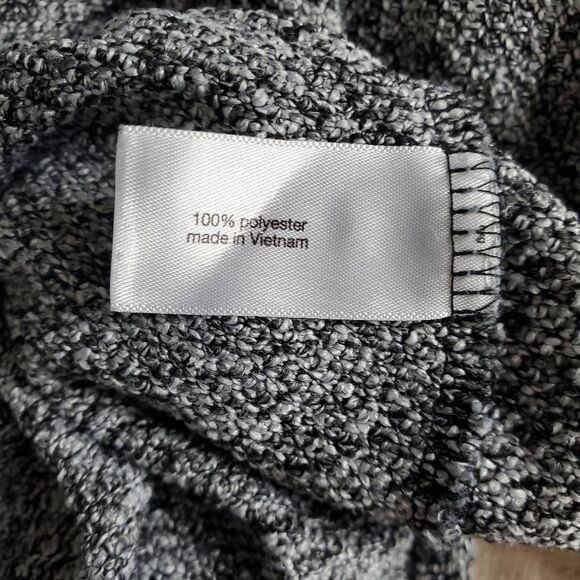 100% polyester
made in Vietnam